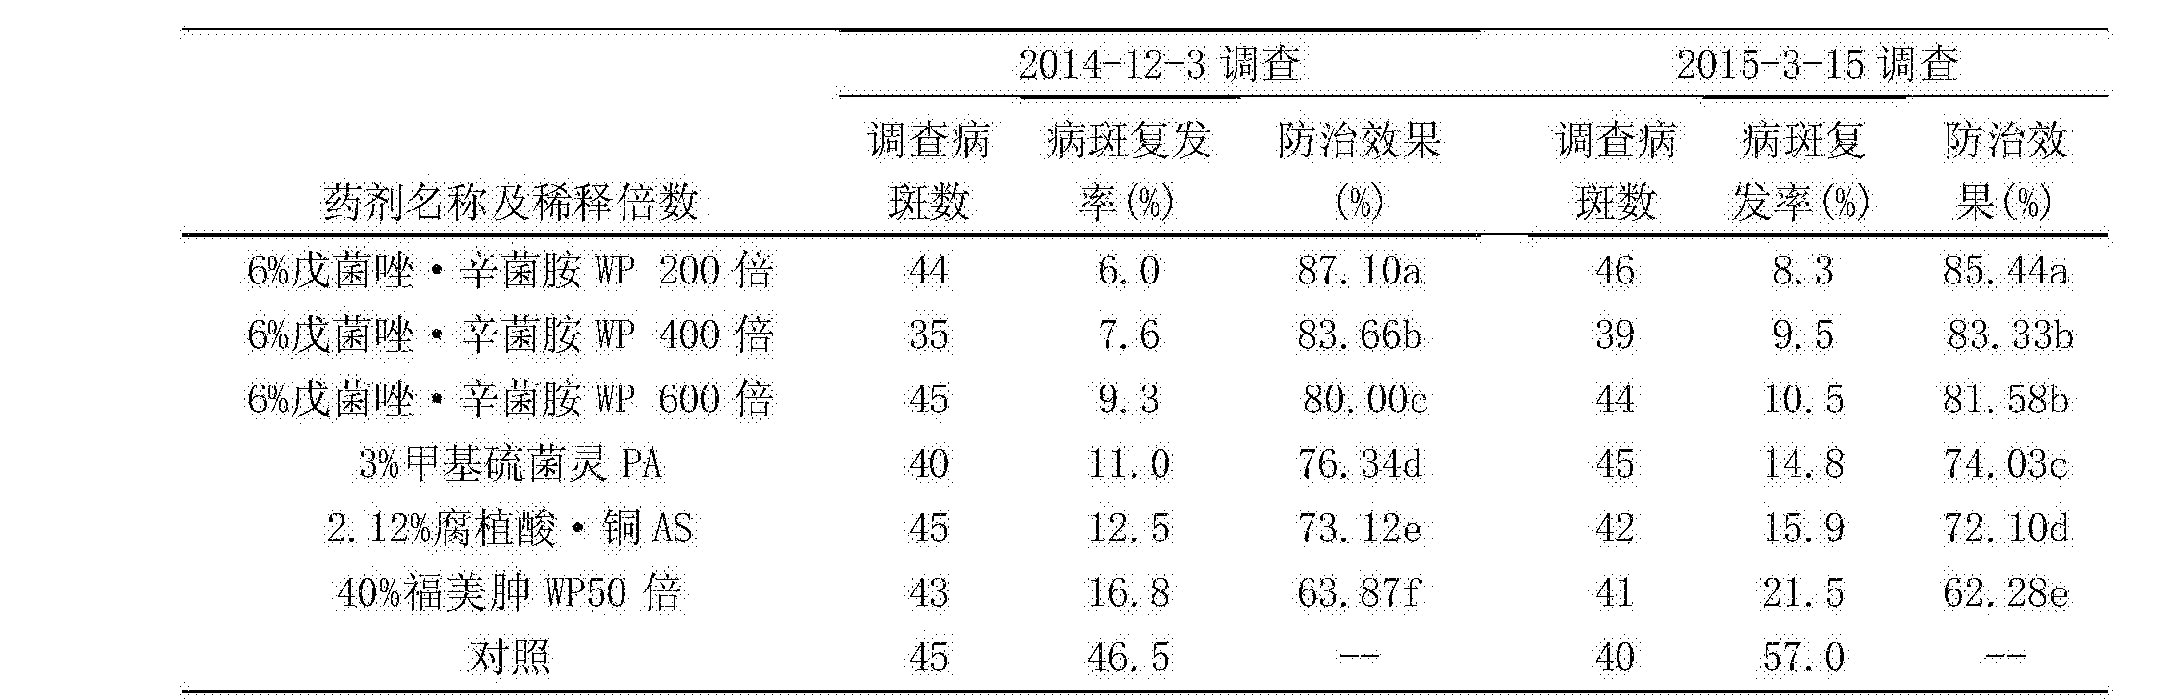 2014-12-3 调查 2015-3-15 调查
调查病 病斑复发 防治效果 调查病 病斑复 防治效
药剂名称及稀释倍数 斑数 率(%) (%) 斑数 发率(%) 果(%)
6%戊菌唑·辛菌胺 WP 200 倍 44 6.0 87.10a 46 8.3 85.44a
6%戊菌唑·辛菌胺 WP 400 倍 35 7.6 83.66b 39 9.5 83.33b
6%戊菌唑·辛菌胺 WP 600 倍 45 9.3 80.00c 44 10.5 81.58b
3%甲基硫菌灵 PA 40 11.0 76.34d 45 14.8 74.03c
2.12%腐植酸·铜 AS 45 12.5 73.12e 42 15.9 72.10d
40%福美胂 WP50 倍 43 16.8 63.87f 41 21.5 62.28e
对照 45 46.5 -- 40 57.0 --